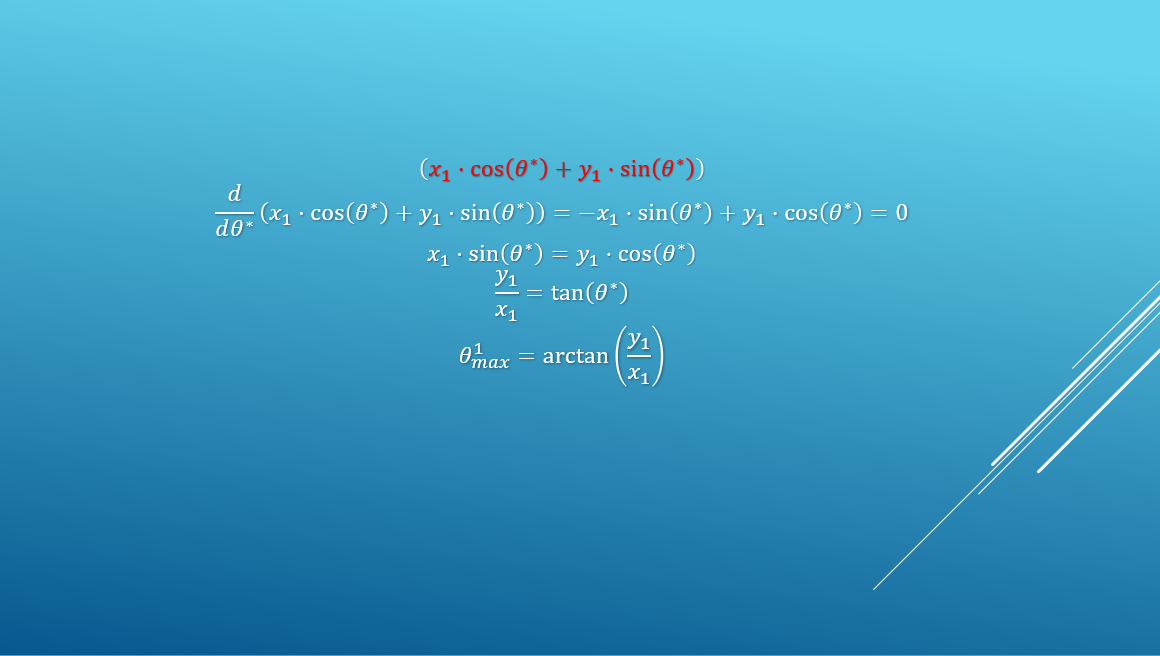 (x₁ · cos(θ*) + y₁ · sin(θ*))
d/dθ* (x₁ · cos(θ*) + y₁ · sin(θ*)) = −x₁ · sin(θ*) + y₁ · cos(θ*) = 0
x₁ · sin(θ*) = y₁ · cos(θ*)
y₁/x₁ = tan(θ*)
θ¹ₘₐₓ = arctan(y₁/x₁)